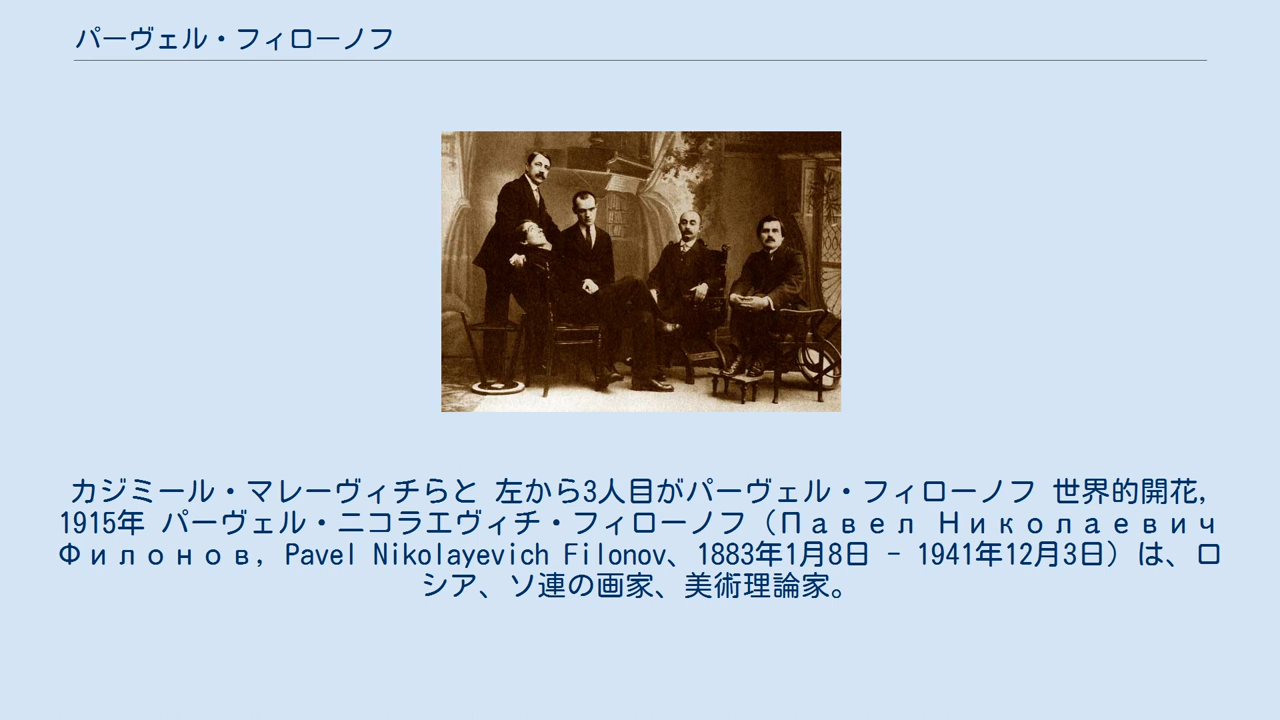 パーヴェル・フィローノフ
カジミール・マレーヴィチらと 左から3人目がパーヴェル・フィローノフ 世界的開花,
1915年 パーヴェル・ニコラエヴィチ・フィローノフ（Павел Николаевич
Филонов, Pavel Nikolayevich Filonov、1883年1月8日 - 1941年12月3日）は、ロ
シア、ソ連の画家、美術理論家。